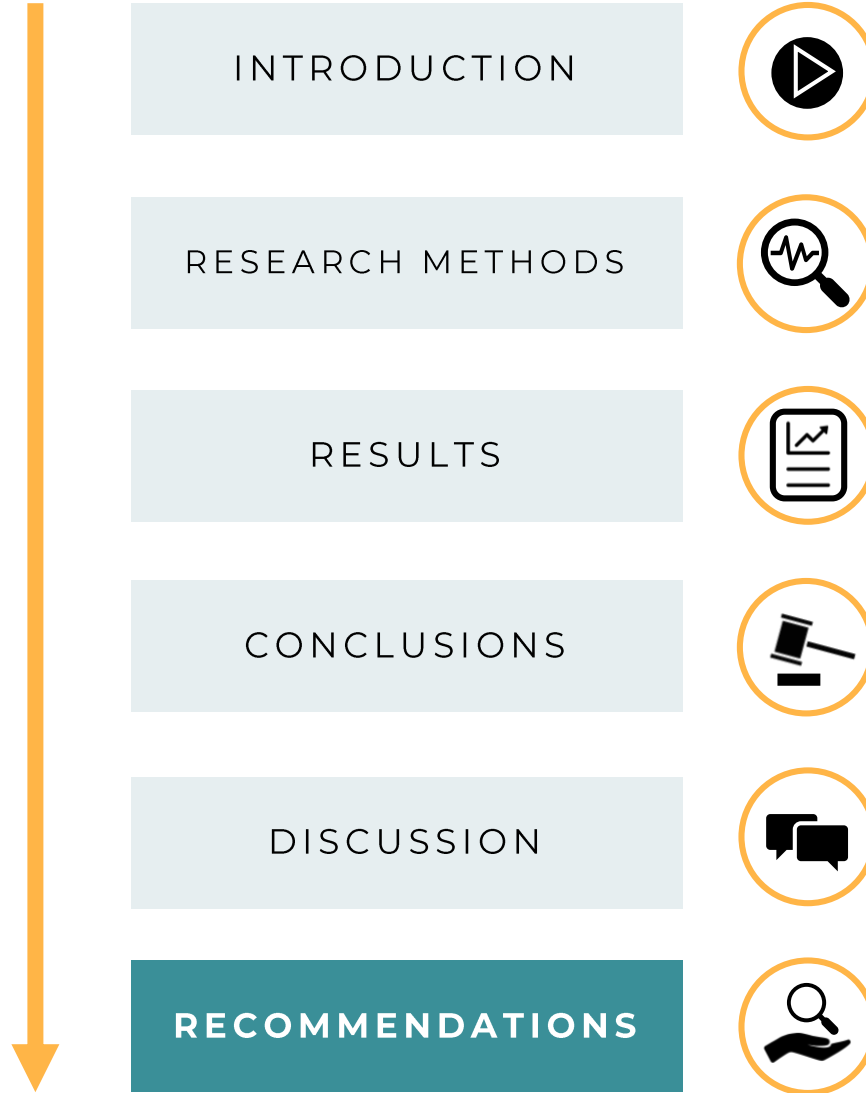 INTRODUCTION
RESEARCH METHODS
RESULTS
CONCLUSIONS
DISCUSSION
RECOMMENDATIONS